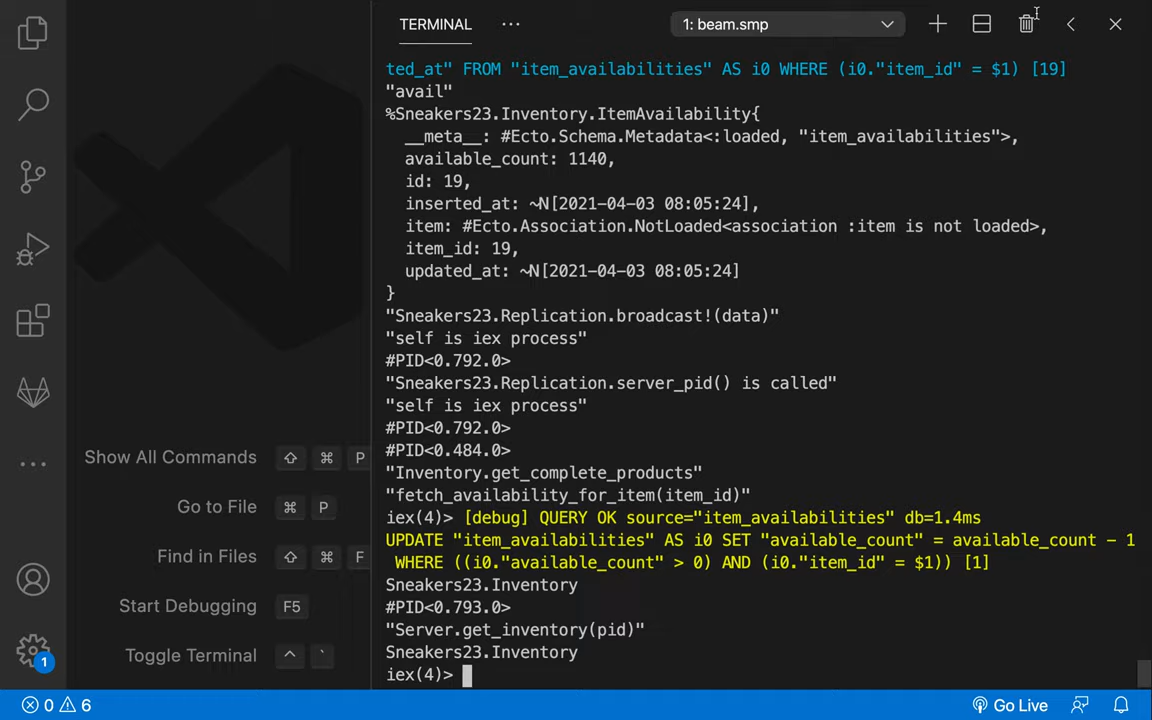 TERMINAL
1: beam.smp
ted_at" FROM "item_availabilities" AS i0 WHERE (i0."item_id" = $1) [19]
"avail"
%Sneakers23.Inventory.ItemAvailability{
__meta__: #Ecto.Schema.Metadata<:loaded, "item_availabilities">,
available_count: 1140,
id: 19,
inserted_at: ~N[2021-04-03 08:05:24],
item: #Ecto.Association.NotLoaded<association :item is not loaded>,
item_id: 19,
updated_at: ~N[2021-04-03 08:05:24]
}
"Sneakers23.Replication.broadcast!(data)"
"self is iex process"
#PID<0.792.0>
"Sneakers23.Replication.server_pid() is called"
"self is iex process"
#PID<0.792.0>
#PID<0.484.0>
"Inventory.get_complete_products"
"fetch_availability_for_item(item_id)"
iex(4)> [debug] QUERY OK source="item_availabilities" db=1.4ms
UPDATE "item_availabilities" AS i0 SET "available_count" = available_count - 1
WHERE ((i0."available_count" > 0) AND (i0."item_id" = $1)) [1]
Sneakers23.Inventory
#PID<0.793.0>
"Server.get_inventory(pid)"
Sneakers23.Inventory
iex(4)>
Show All Commands ⇧ ⌘ P
Go to File ⌘ P
Find in Files ⇧ ⌘ F
Start Debugging F5
Toggle Terminal ^ `
1
0 6
Go Live